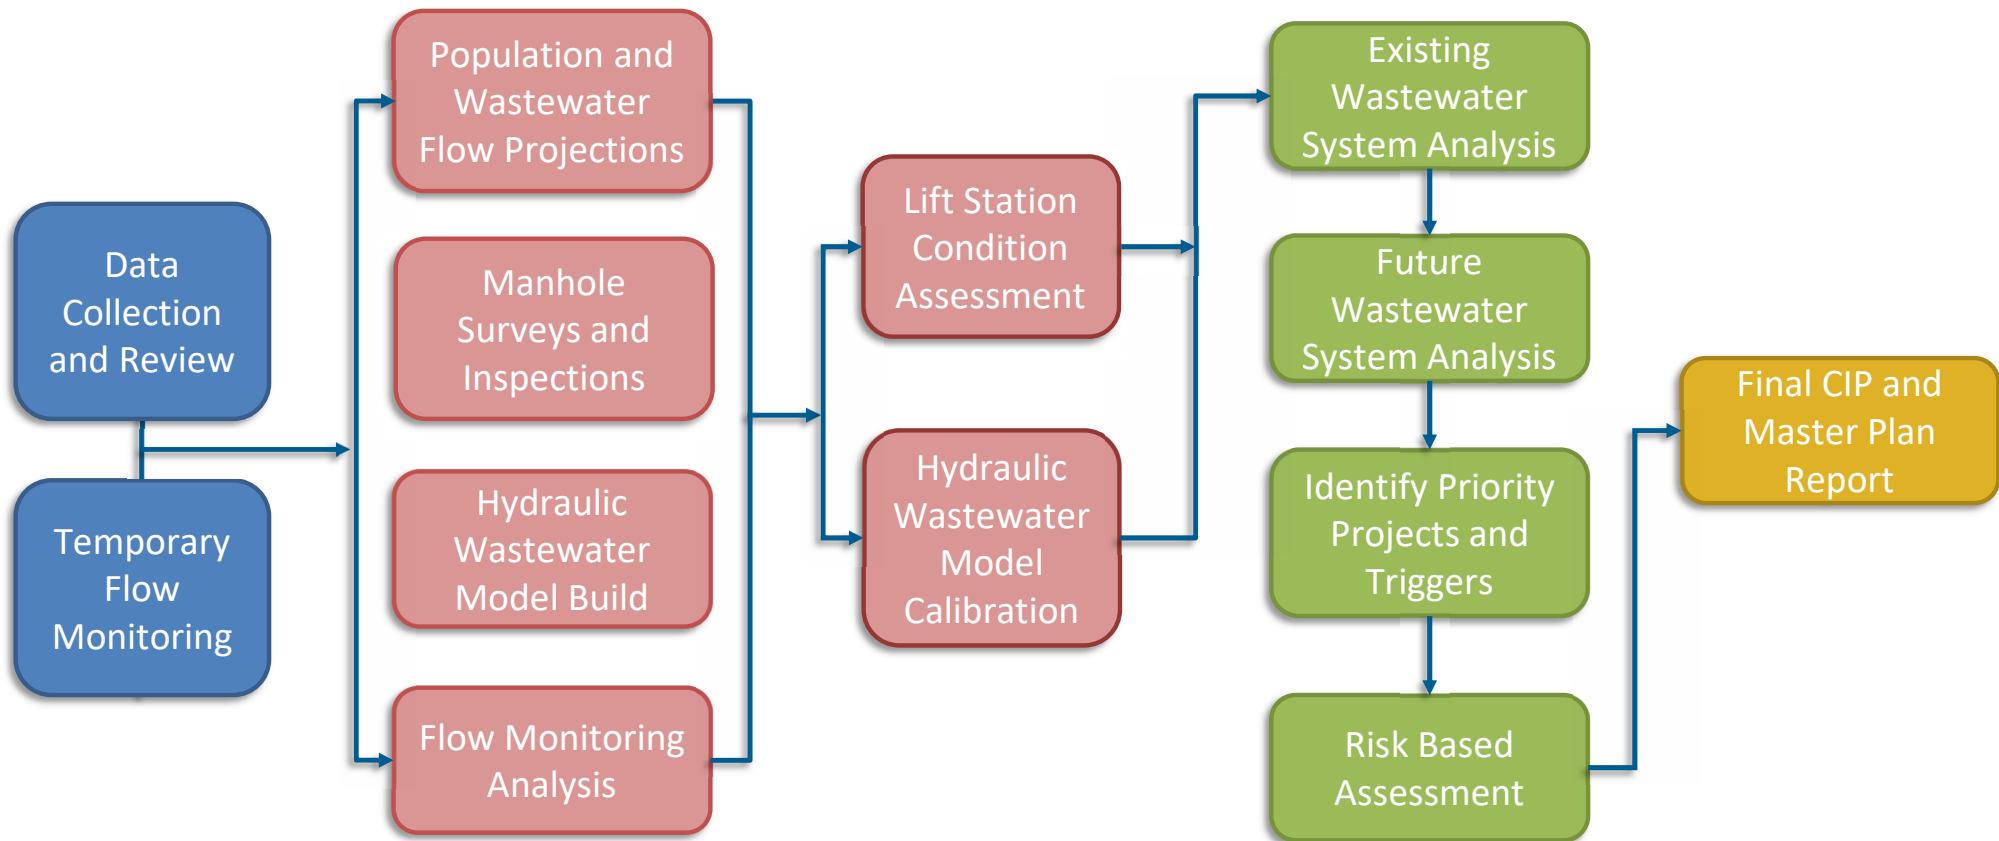 Data
Collection
and Review
Temporary
Flow
Monitoring
Population and
Wastewater
Flow Projections
Manhole
Surveys and
Inspections
Hydraulic
Wastewater
Model Build
Flow Monitoring
Analysis
Lift Station
Condition
Assessment
Hydraulic
Wastewater
Model
Calibration
Existing
Wastewater
System Analysis
Future
Wastewater
System Analysis
Identify Priority
Projects and
Triggers
Risk Based
Assessment
Final CIP and
Master Plan
Report